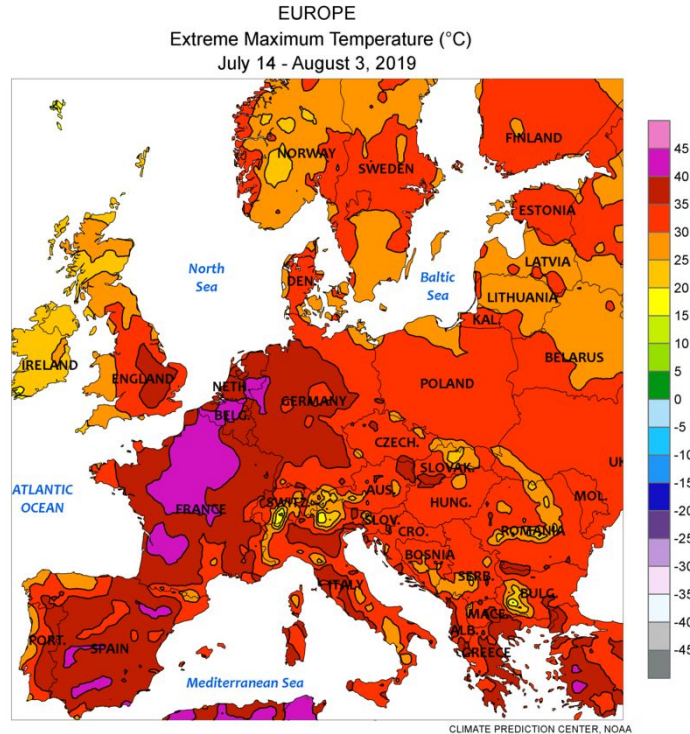 EUROPE
Extreme Maximum Temperature (°C)
July 14 - August 3, 2019
FINLAND
NORWAY
SWEDEN
ESTONIA
North
Sea
LATVIA
DEN.
Baltic
Sea
LITHUANIA
KAL.
IRELAND
BELARUS
ENGLAND
NETH.
POLAND
GERMANY
BELG.
CZECH.
UK
SLOVAK.
ATLANTIC
OCEAN
AUS.
MOL.
FRANCE
SWITZ.
HUNG.
SLOV.
CRO.
ROMANIA
BOSNIA
SERB.
ITALY
BULG.
MACE.
PORT.
ALB.
SPAIN
GREECE
Mediterranean Sea
45
40
35
30
25
20
15
10
5
0
-5
-10
-15
-20
-25
-30
-35
-40
-45
CLIMATE PREDICTION CENTER, NOAA